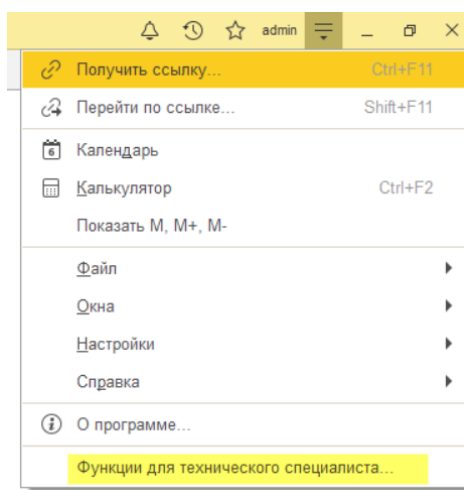 admin
Получить ссылку... Ctrl+F11
Перейти по ссылке... Shift+F11
6 Календарь
Калькулятор Ctrl+F2
Показать M, M+, M-
Файл
Окна
Настройки
Справка
О программе...
Функции для технического специалиста...